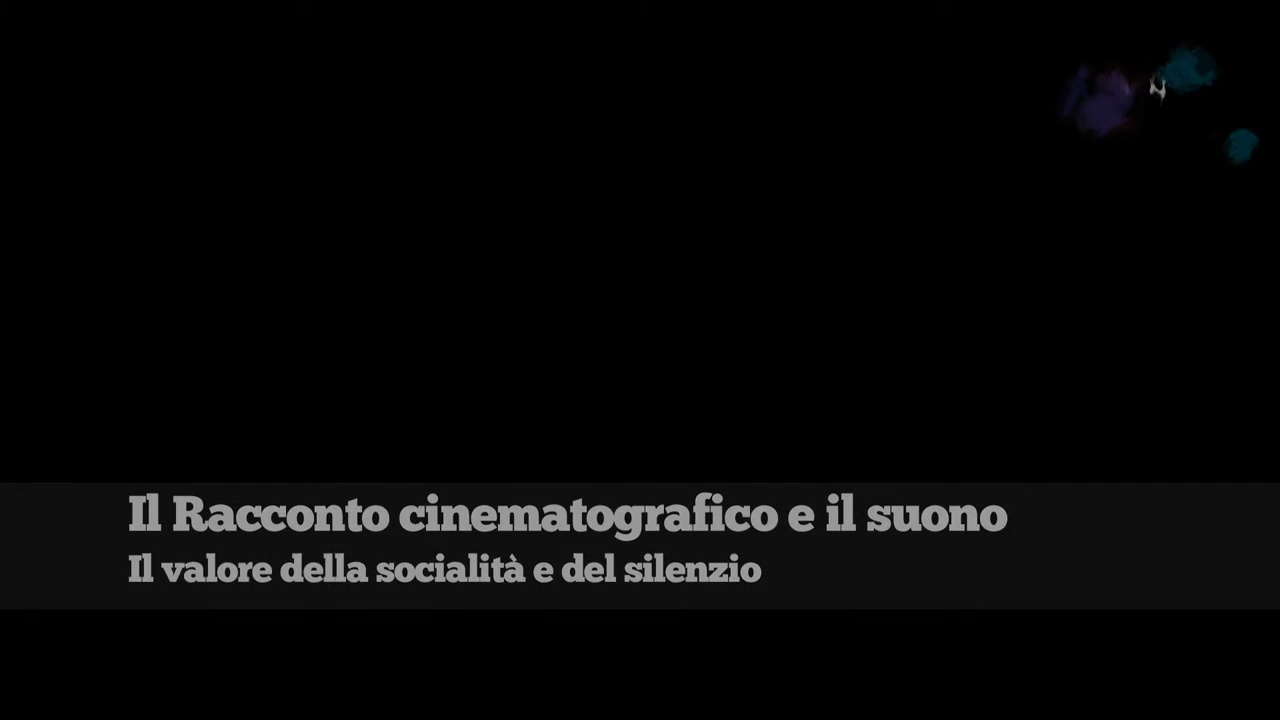 Il Racconto cinematografico e il suono
Il valore della socialità e del silenzio